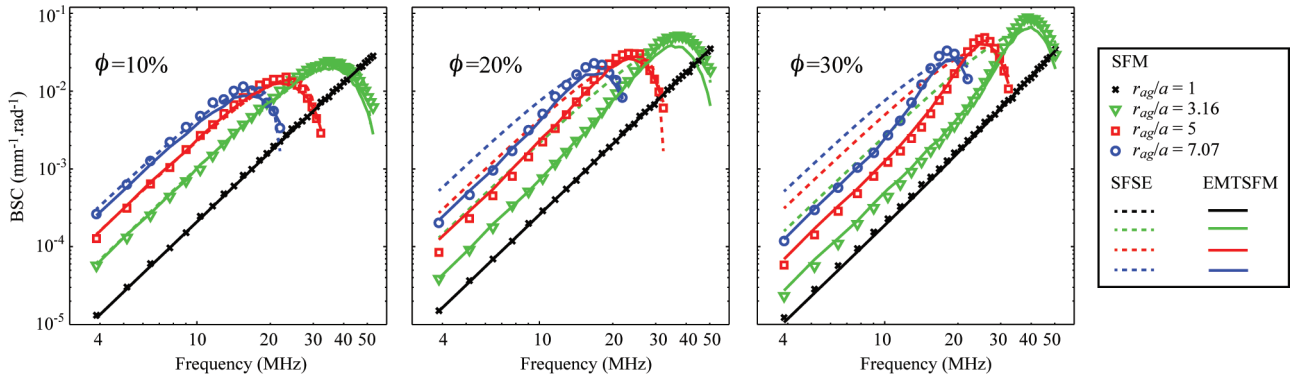 BSC (mm⁻¹.rad⁻¹)
10⁻¹
10⁻²
10⁻³
10⁻⁴
10⁻⁵
ϕ=10%
4 10 20 30 40 50
Frequency (MHz)
ϕ=20%
4 10 20 30 40 50
Frequency (MHz)
ϕ=30%
4 10 20 30 40 50
Frequency (MHz)
SFM
r_ag/a = 1
r_ag/a = 3.16
r_ag/a = 5
r_ag/a = 7.07
SFSE EMTSFM